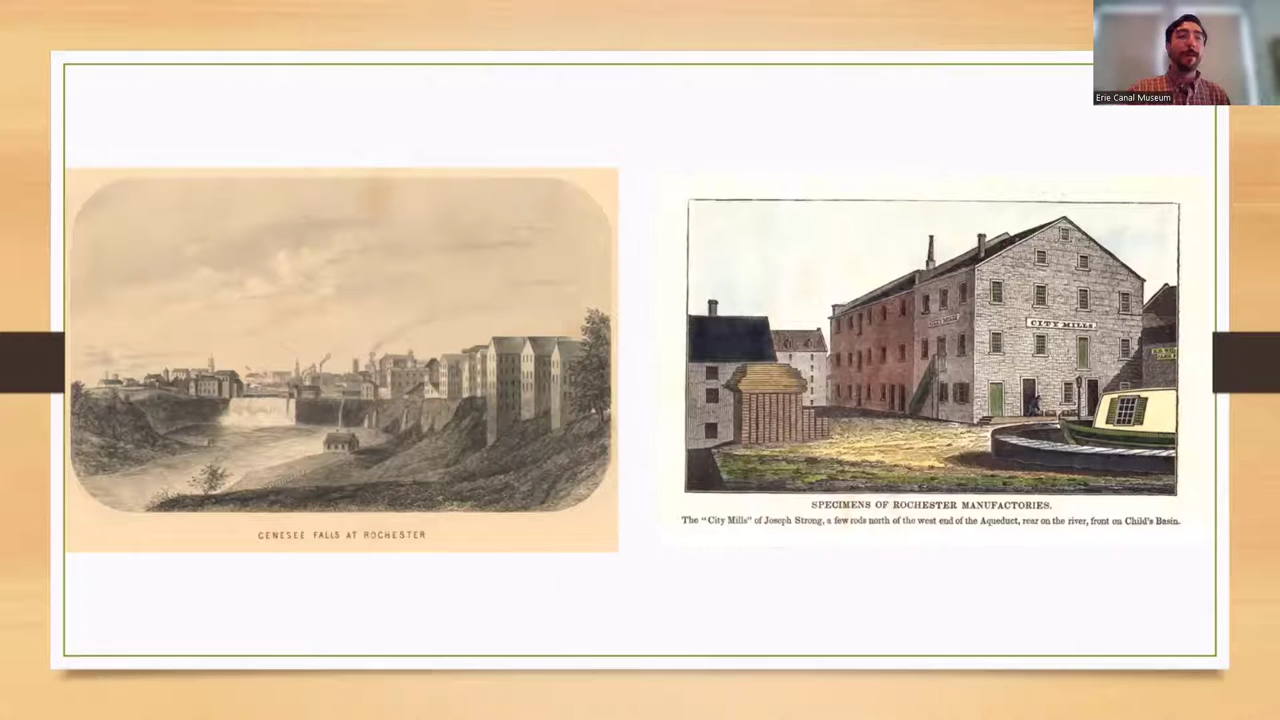 Erie Canal Museum
CITY MILLS
GENESEE FALLS AT ROCHESTER
SPECIMENS OF ROCHESTER MANUFACTORIES.
The "City Mills" of Joseph Strong, a few rods north of the west end of the Aqueduct, rear on the river, front on Child's Basin.